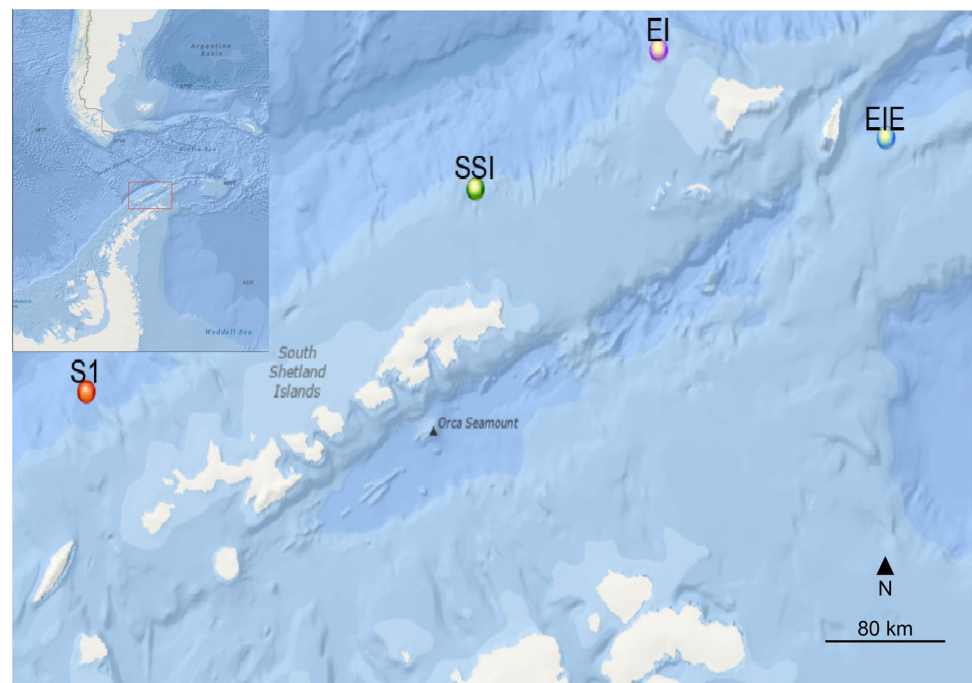 Argentine
Basin
Scotia Sea
Weddell Sea
EI
EIE
SSI
S1
South
Shetland
Islands
Orca Seamount
N
80 km